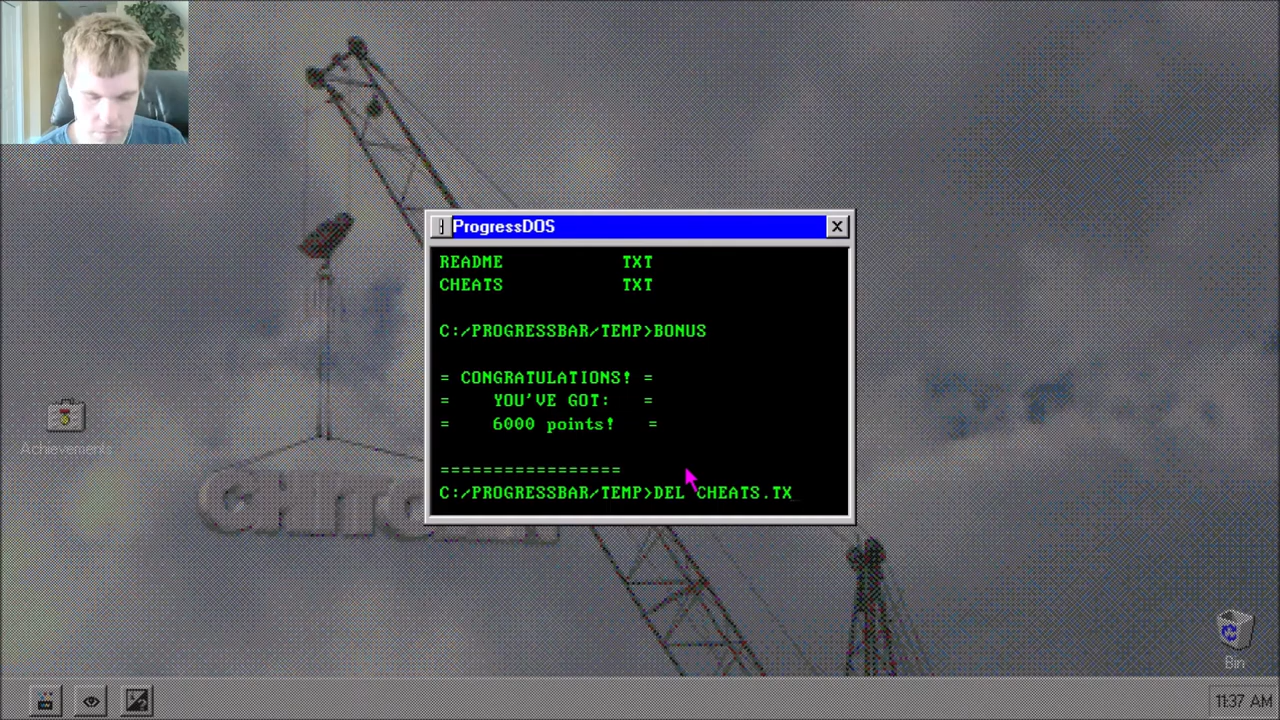 ProgressDOS
README TXT
CHEATS TXT
C:/PROGRESSBAR/TEMP>BONUS
= CONGRATULATIONS! =
= YOU'VE GOT: =
= 6000 points! =
=================
C:/PROGRESSBAR/TEMP>DEL CHEATS.TX_
Achievements
Bin
11:37 AM